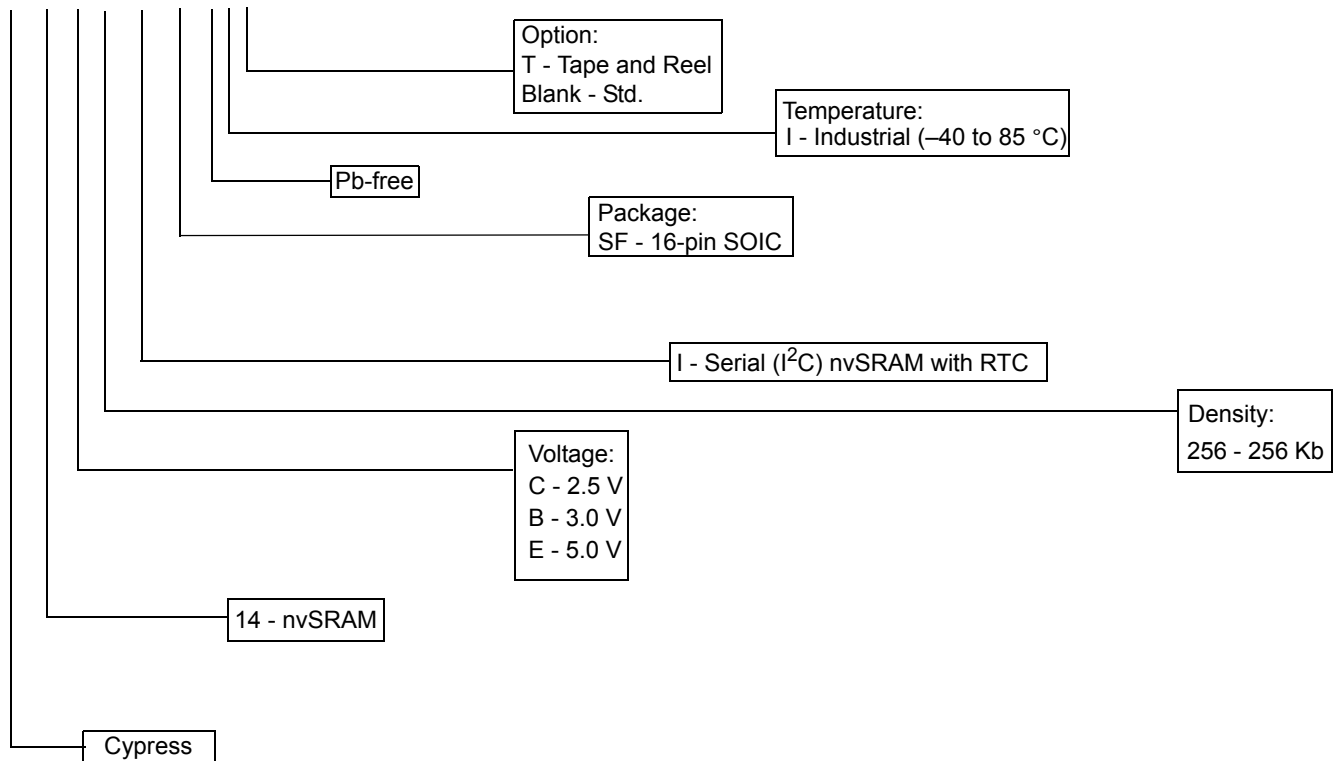 Option:
T - Tape and Reel
Blank - Std.
Temperature:
I - Industrial (–40 to 85 °C)
Pb-free
Package:
SF - 16-pin SOIC
I - Serial (I²C) nvSRAM with RTC
Density:
256 - 256 Kb
Voltage:
C - 2.5 V
B - 3.0 V
E - 5.0 V
14 - nvSRAM
Cypress